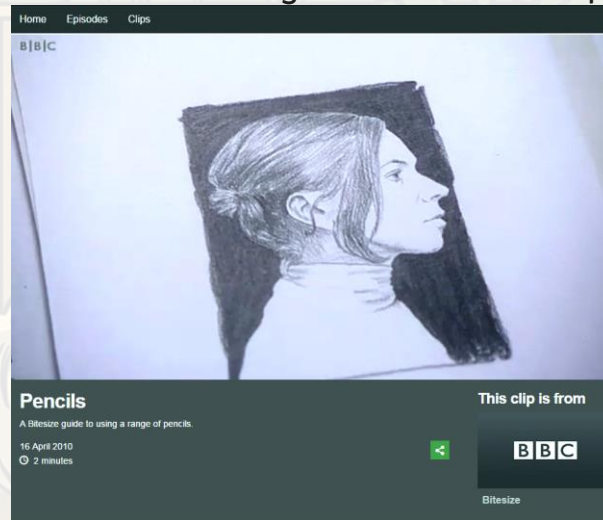 Home Episodes Clips
BBC
Pencils
A Bitesize guide to using a range of pencils.
16 April 2010
2 minutes
This clip is from
BBC
Bitesize